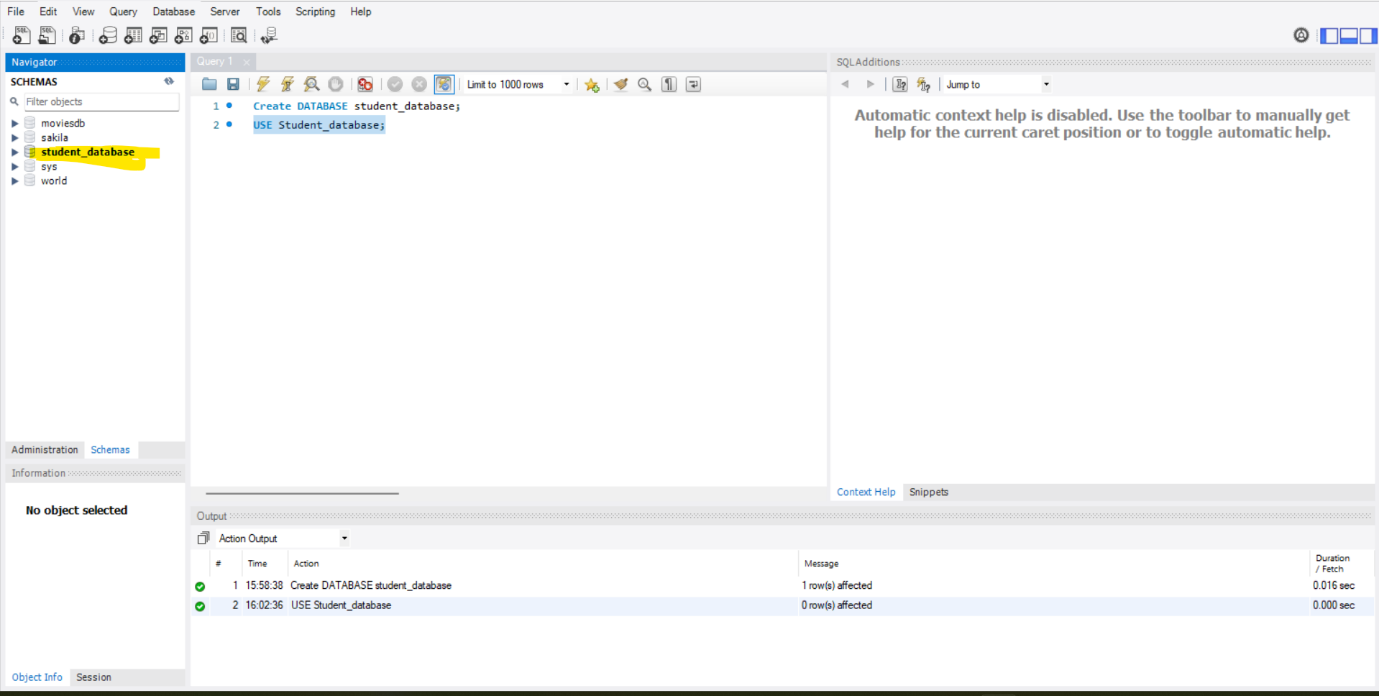 File Edit View Query Database Server Tools Scripting Help
Navigator
SCHEMAS
Filter objects
moviesdb
sakila
student_database
sys
world
Administration Schemas
Information
No object selected
Object Info Session
Query 1
Limit to 1000 rows
1 Create DATABASE student_database;
2 USE Student_database;
SQLAdditions
Jump to
Automatic context help is disabled. Use the toolbar to manually get
help for the current caret position or to toggle automatic help.
Context Help Snippets
Output
Action Output
# Time Action Message Duration / Fetch
1 15:58:38 Create DATABASE student_database 1 row(s) affected 0.016 sec
2 16:02:36 USE Student_database 0 row(s) affected 0.000 sec